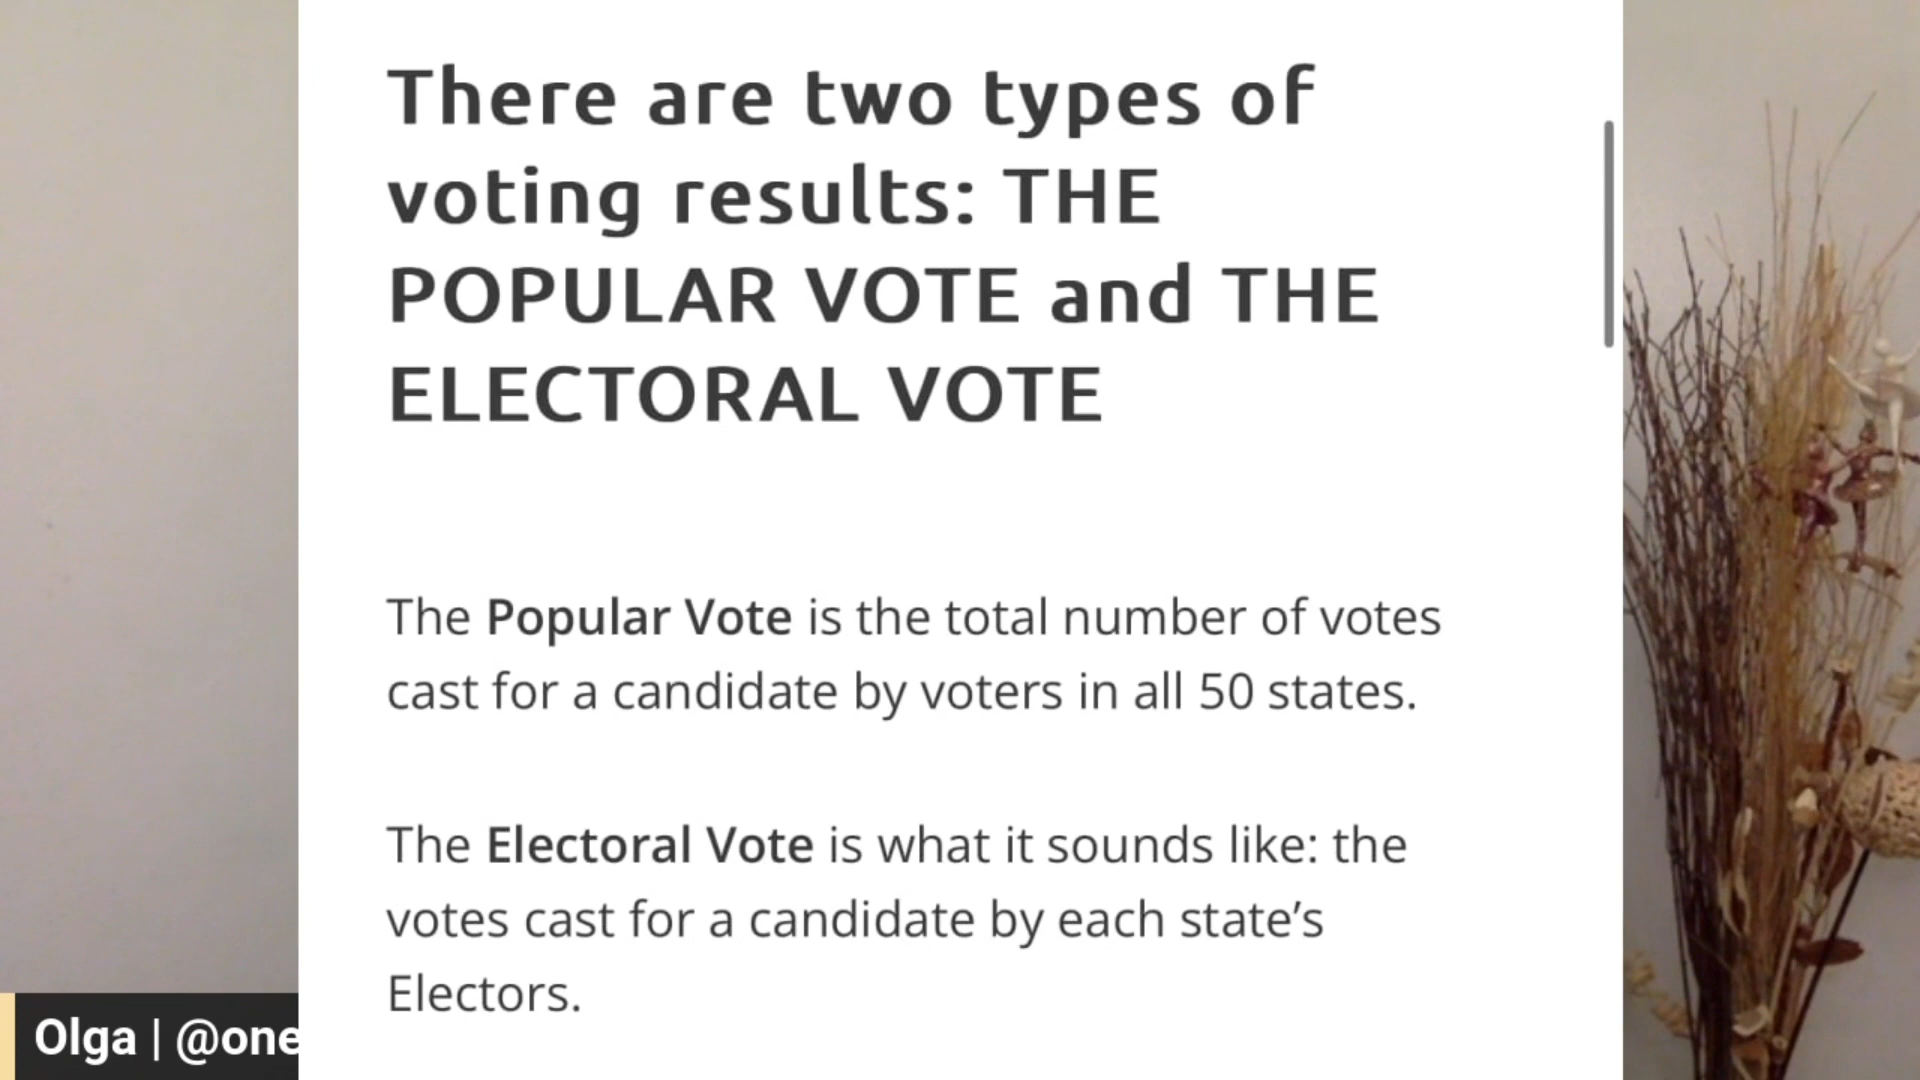 There are two types of
voting results: THE
POPULAR VOTE and THE
ELECTORAL VOTE
The Popular Vote is the total number of votes
cast for a candidate by voters in all 50 states.
The Electoral Vote is what it sounds like: the
votes cast for a candidate by each state’s
Electors.
Olga | @one